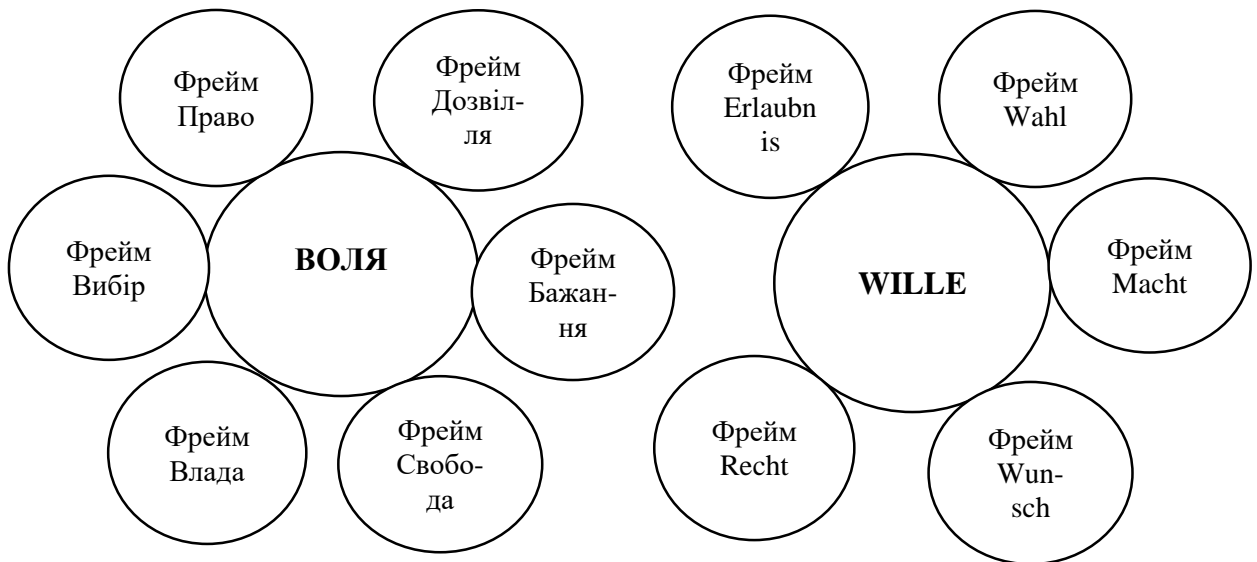 Фрейм
Право
Фрейм
Дозвіл-
ля
Фрейм
Вибір
ВОЛЯ
Фрейм
Бажан-
ня
Фрейм
Влада
Фрейм
Свобо-
да
Фрейм
Erlaubn
is
Фрейм
Wahl
WILLE
Фрейм
Macht
Фрейм
Recht
Фрейм
Wun-
sch